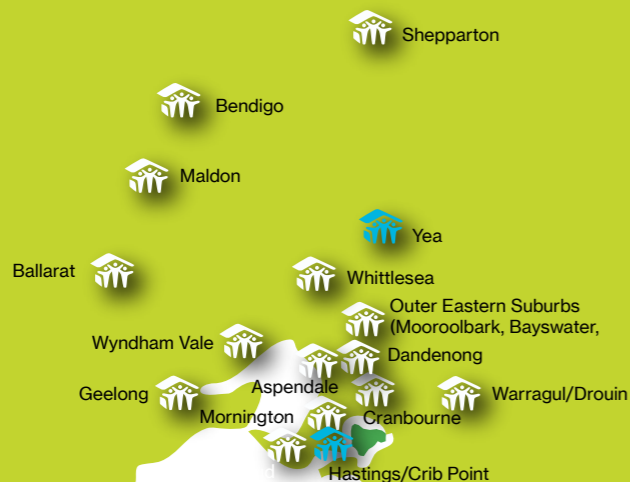 Shepparton
Bendigo
Maldon
Yea
Ballarat
Whittlesea
Outer Eastern Suburbs
(Mooroolbark, Bayswater,
Wyndham Vale
Dandenong
Aspendale
Geelong
Warragul/Drouin
Mornington
Cranbourne
Hastings/Crib Point